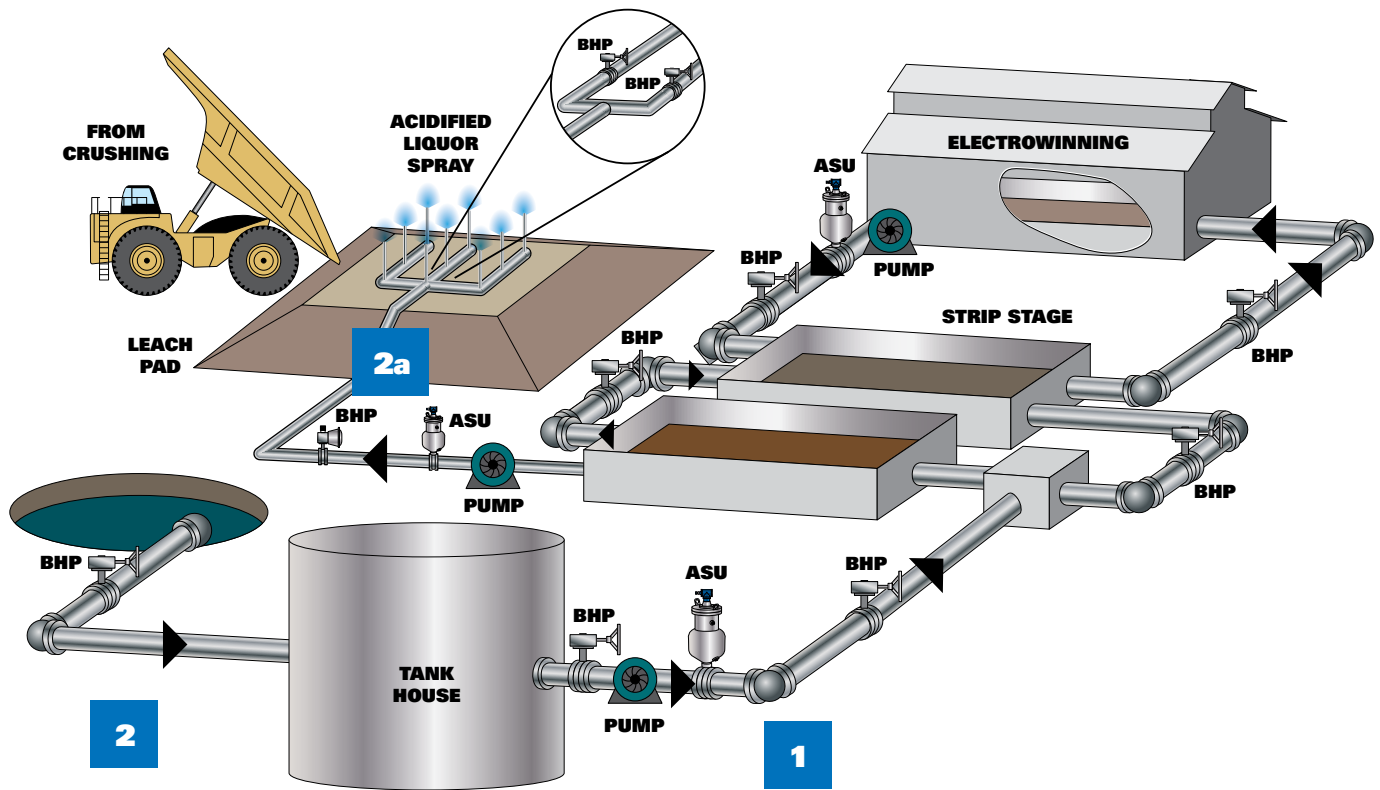 BHP
BHP
FROM
CRUSHING
ACIDIFIED
LIQUOR
SPRAY
ELECTROWINNING
ASU
PUMP
BHP
STRIP STAGE
BHP
BHP
LEACH
PAD
2a
BHP
ASU
PUMP
BHP
BHP
ASU
BHP
BHP
PUMP
TANK
HOUSE
2
1